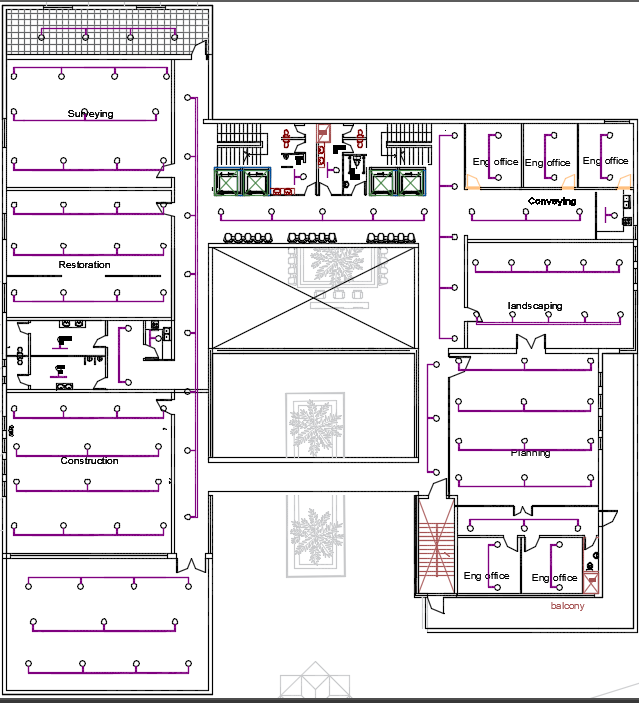 Surveying
Eng office
Eng office
Eng office
Conveying
Restoration
landscaping
Construction
Planning
Eng office
Eng office
balcony